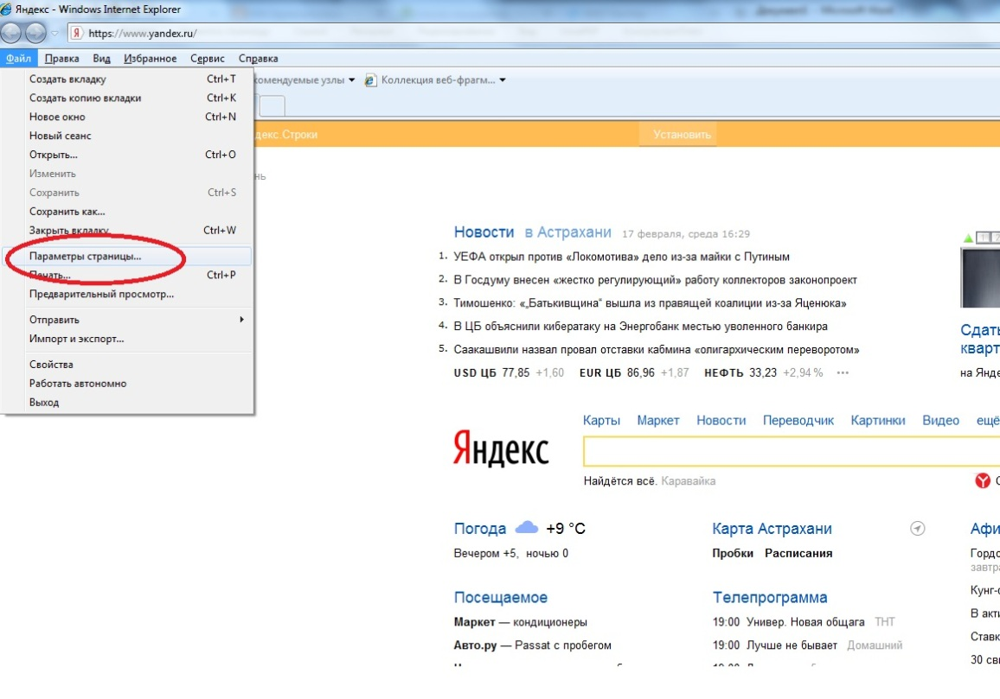 Яндекс - Windows Internet Explorer
https://www.yandex.ru/
Файл Правка Вид Избранное Сервис Справка
Создать вкладку Ctrl+T
Создать копию вкладки Ctrl+K
Новое окно Ctrl+N
Новый сеанс
Открыть... Ctrl+O
Изменить
Сохранить Ctrl+S
Сохранить как...
Закрыть вкладку Ctrl+W
Параметры страницы...
Печать... Ctrl+P
Предварительный просмотр...
Отправить
Импорт и экспорт...
Свойства
Работать автономно
Выход
комендуемые узлы Коллекция веб-фрагм...
декс.Строки Установить
нь
Новости в Астрахани 17 февраля, среда 16:29
1. УЕФА открыл против «Локомотива» дело из-за майки с Путиным
2. В Госдуму внесен «жестко регулирующий» работу коллекторов законопроект
3. Тимошенко: «„Батькивщина“ вышла из правящей коалиции из-за Яценюка»
4. В ЦБ объяснили кибератаку на Энергобанк местью уволенного банкира
5. Саакашвили назвал провал отставки кабмина «олигархическим переворотом»
USD ЦБ 77,85 +1,60 EUR ЦБ 86,96 +1,87 НЕФТЬ 33,23 +2,94% •••
Сдать
кварт
на Янде
Карты Маркет Новости Переводчик Картинки Видео ещё
Яндекс
Найдётся всё. Каравайка
Погода +9 °C
Вечером +5, ночью 0
Карта Астрахани
Пробки Расписания
Афи
Гордо
завтра
Кунг-ф
В акти
Ставк
30 сви
Посещаемое
Маркет — кондиционеры
Авто.ру — Passat с пробегом
Телепрограмма
19:00 Универ. Новая общага ТНТ
19:00 Лучше не бывает Домашний